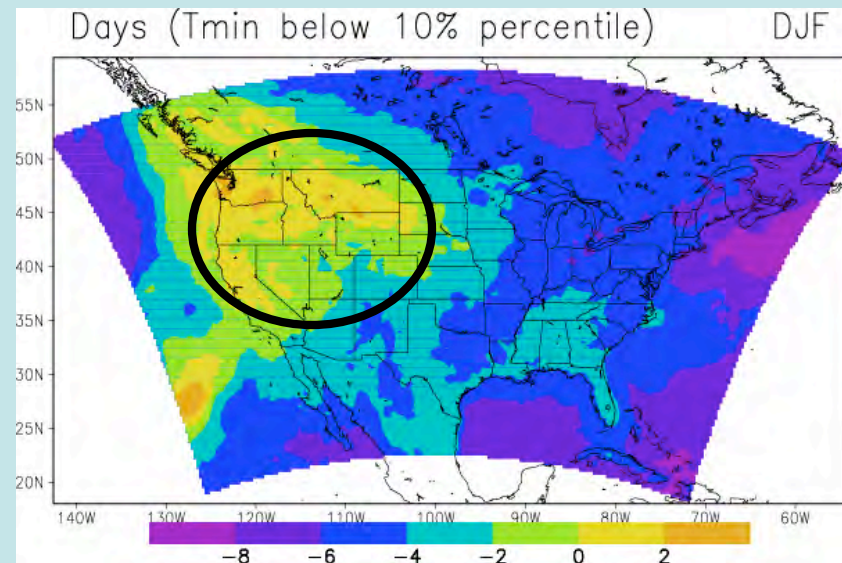 Days (Tmin below 10% percentile) DJF
55N
50N
45N
40N
35N
30N
25N
20N
140W 130W 120W 110W 100W 90W 80W 70W 60W
−8 −6 −4 −2 0 2